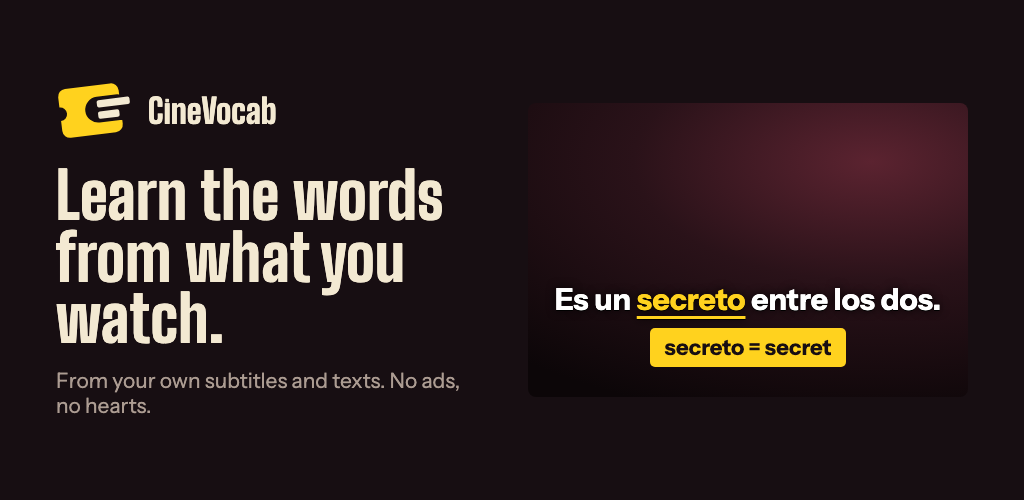 CineVocab
Learn the words
from what you
watch.
From your own subtitles and texts. No ads,
no hearts.
Es un secreto entre los dos.
secreto = secret